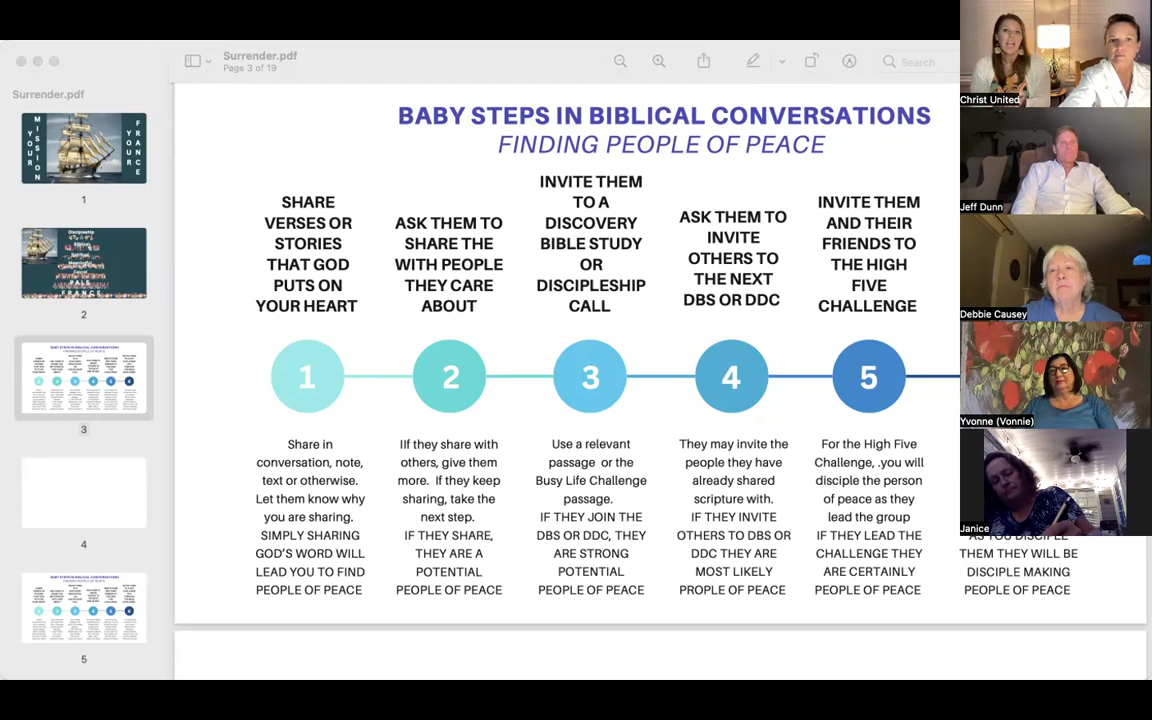 Surrender.pdf
Page 3 of 19
Search
Surrender.pdf
MISSION
YOUR
FRANCE
YOUR
1
2
3
4
5
BABY STEPS IN BIBLICAL CONVERSATIONS
FINDING PEOPLE OF PEACE
SHARE
VERSES OR
STORIES
THAT GOD
PUTS ON
YOUR HEART
ASK THEM TO
SHARE THE
WITH PEOPLE
THEY CARE
ABOUT
INVITE THEM
TO A
DISCOVERY
BIBLE STUDY
OR
DISCIPLESHIP
CALL
ASK THEM TO
INVITE
OTHERS TO
THE NEXT
DBS OR DDC
INVITE THEM
AND THEIR
FRIENDS TO
THE HIGH
FIVE
CHALLENGE
1
2
3
4
5
Share in
conversation, note,
text or otherwise.
Let them know why
you are sharing.
SIMPLY SHARING
GOD'S WORD WILL
LEAD YOU TO FIND
PEOPLE OF PEACE
IIf they share with
others, give them
more. If they keep
sharing, take the
next step.
IF THEY SHARE,
THEY ARE A
POTENTIAL
PEOPLE OF PEACE
Use a relevant
passage or the
Busy Life Challenge
passage.
IF THEY JOIN THE
DBS OR DDC, THEY
ARE STRONG
POTENTIAL
PEOPLE OF PEACE
They may invite the
people they have
already shared
scripture with.
IF THEY INVITE
OTHERS TO DBS OR
DDC THEY ARE
MOST LIKELY
PROPLE OF PEACE
For the High Five
Challenge, .you will
disciple the person
of peace as they
lead the group
IF THEY LEAD THE
CHALLENGE THEY
ARE CERTAINLY
PEOPLE OF PEACE
AS YOU DISCIPLE
THEM THEY WILL BE
DISCIPLE MAKING
PEOPLE OF PEACE
Christ United
Jeff Dunn
Debbie Causey
Yvonne (Vonnie)
Janice